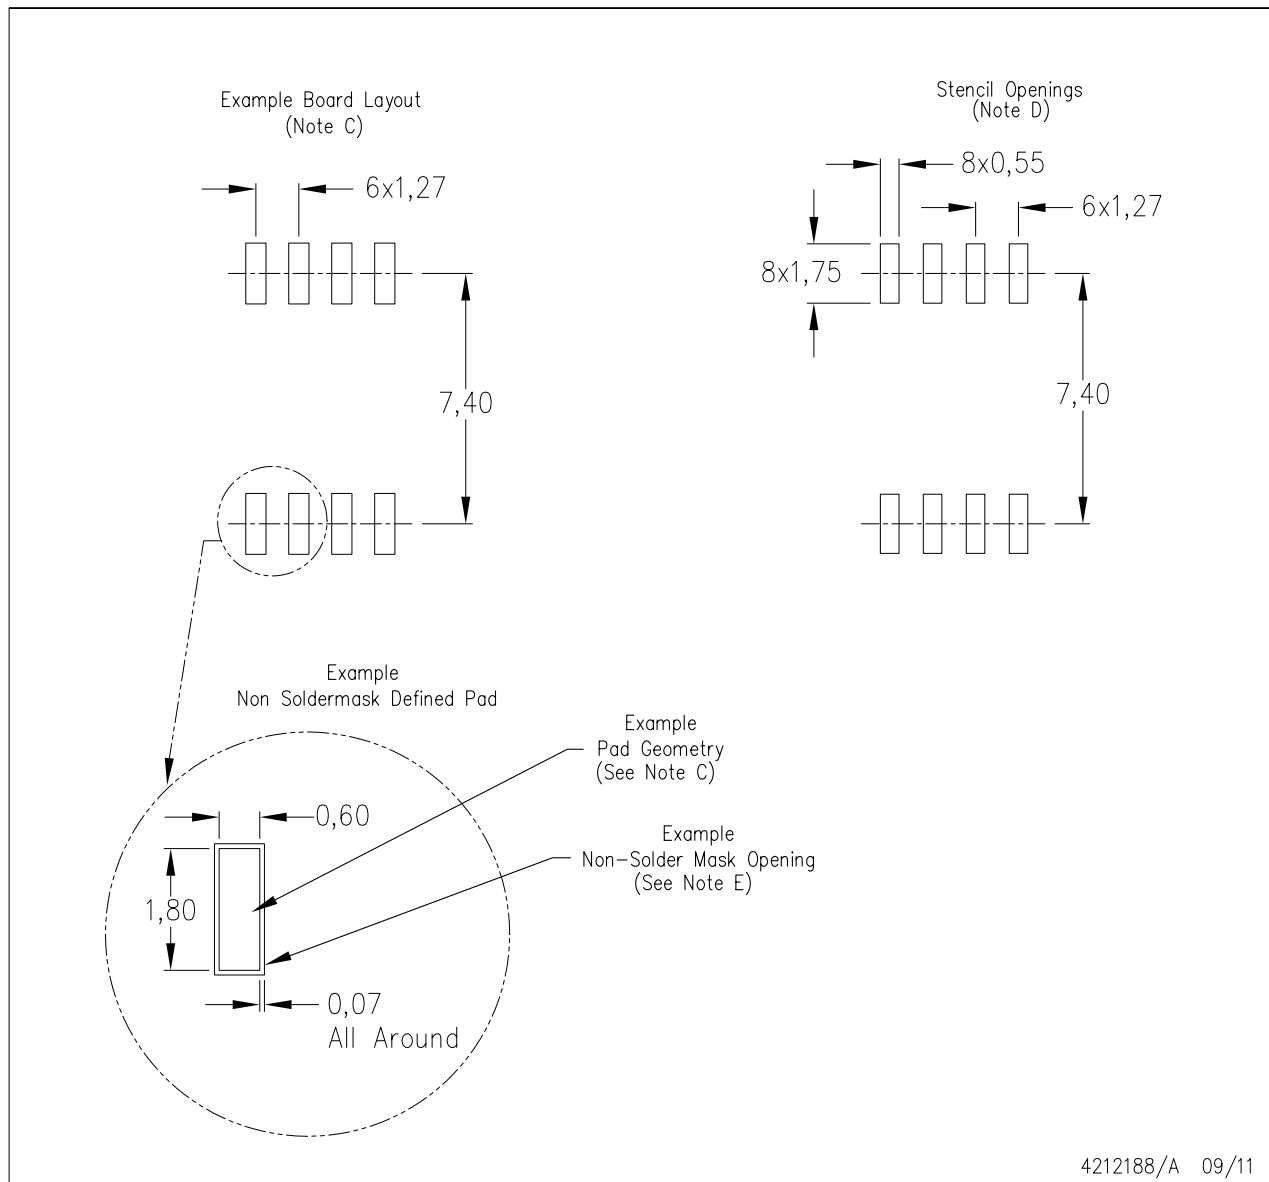 Example Board Layout
(Note C)
6x1,27
7,40
Stencil Openings
(Note D)
8x0,55
6x1,27
8x1,75
7,40
Example
Non Soldermask Defined Pad
Example
Pad Geometry
(See Note C)
0,60
Example
Non-Solder Mask Opening
(See Note E)
1,80
0,07
All Around
4212188/A 09/11